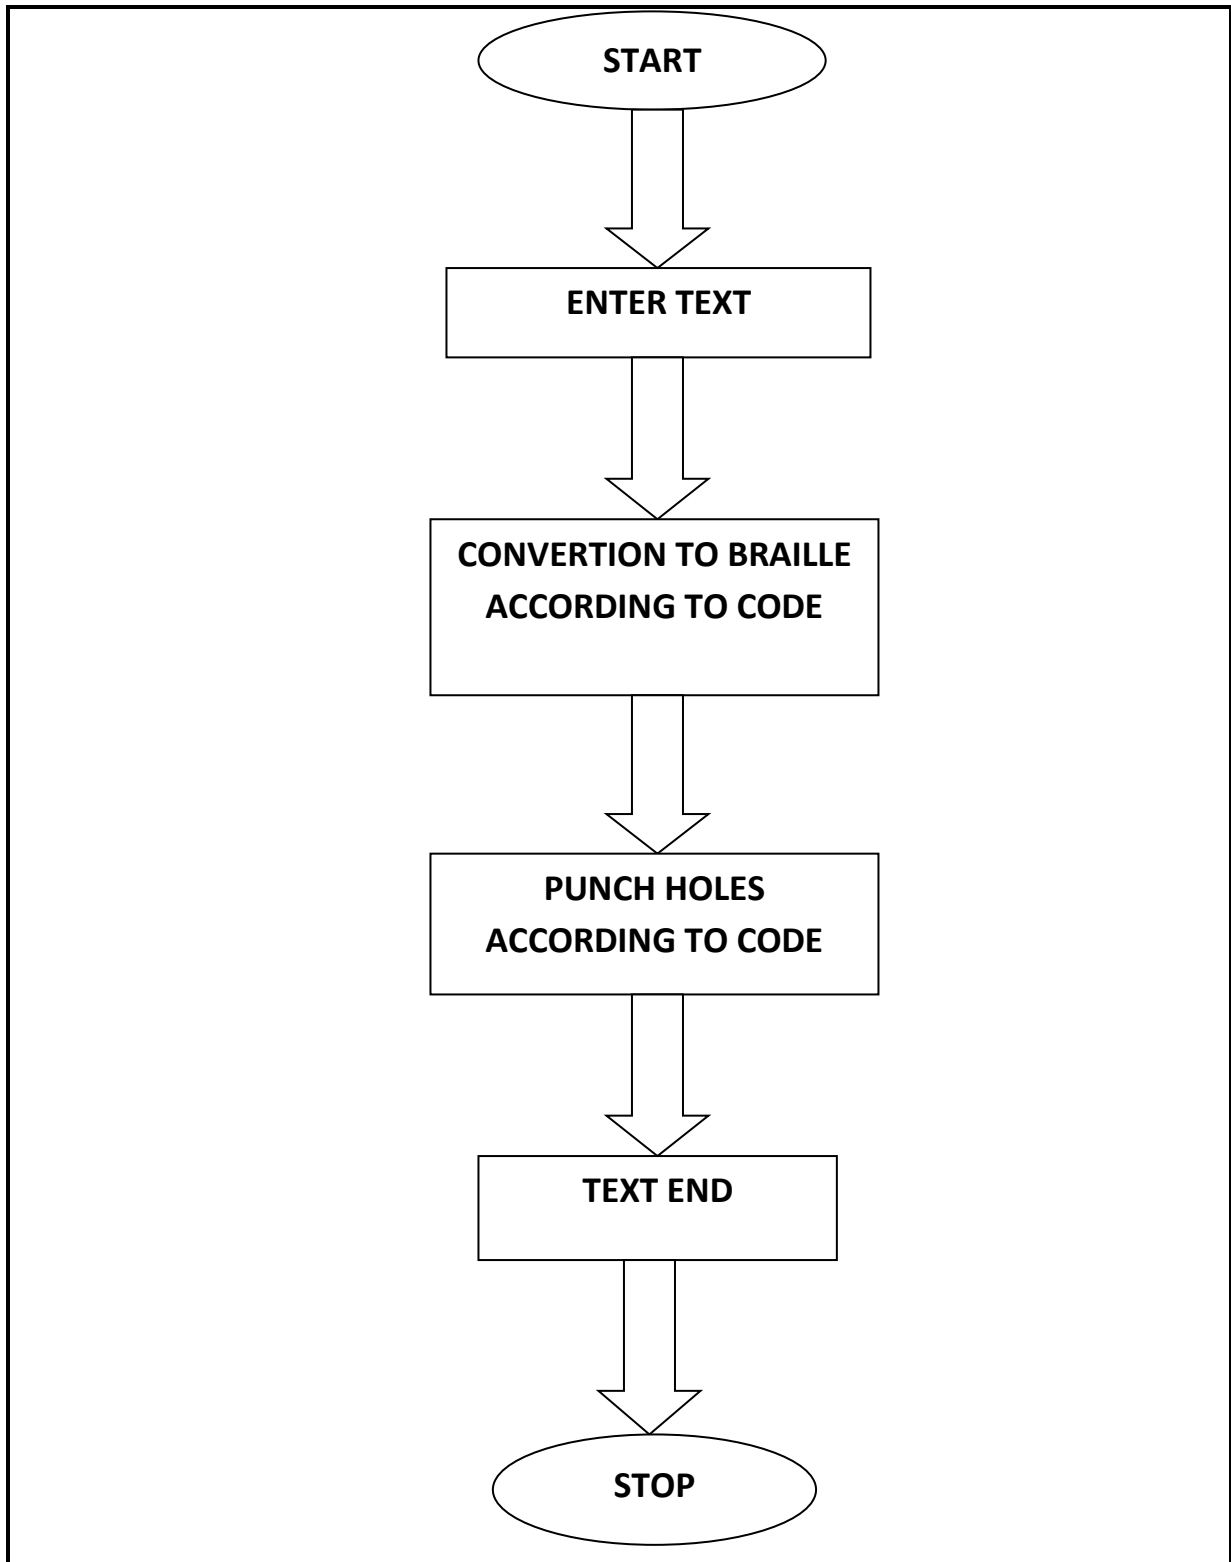 START
ENTER TEXT
CONVERTION TO BRAILLE
ACCORDING TO CODE
PUNCH HOLES
ACCORDING TO CODE
TEXT END
STOP